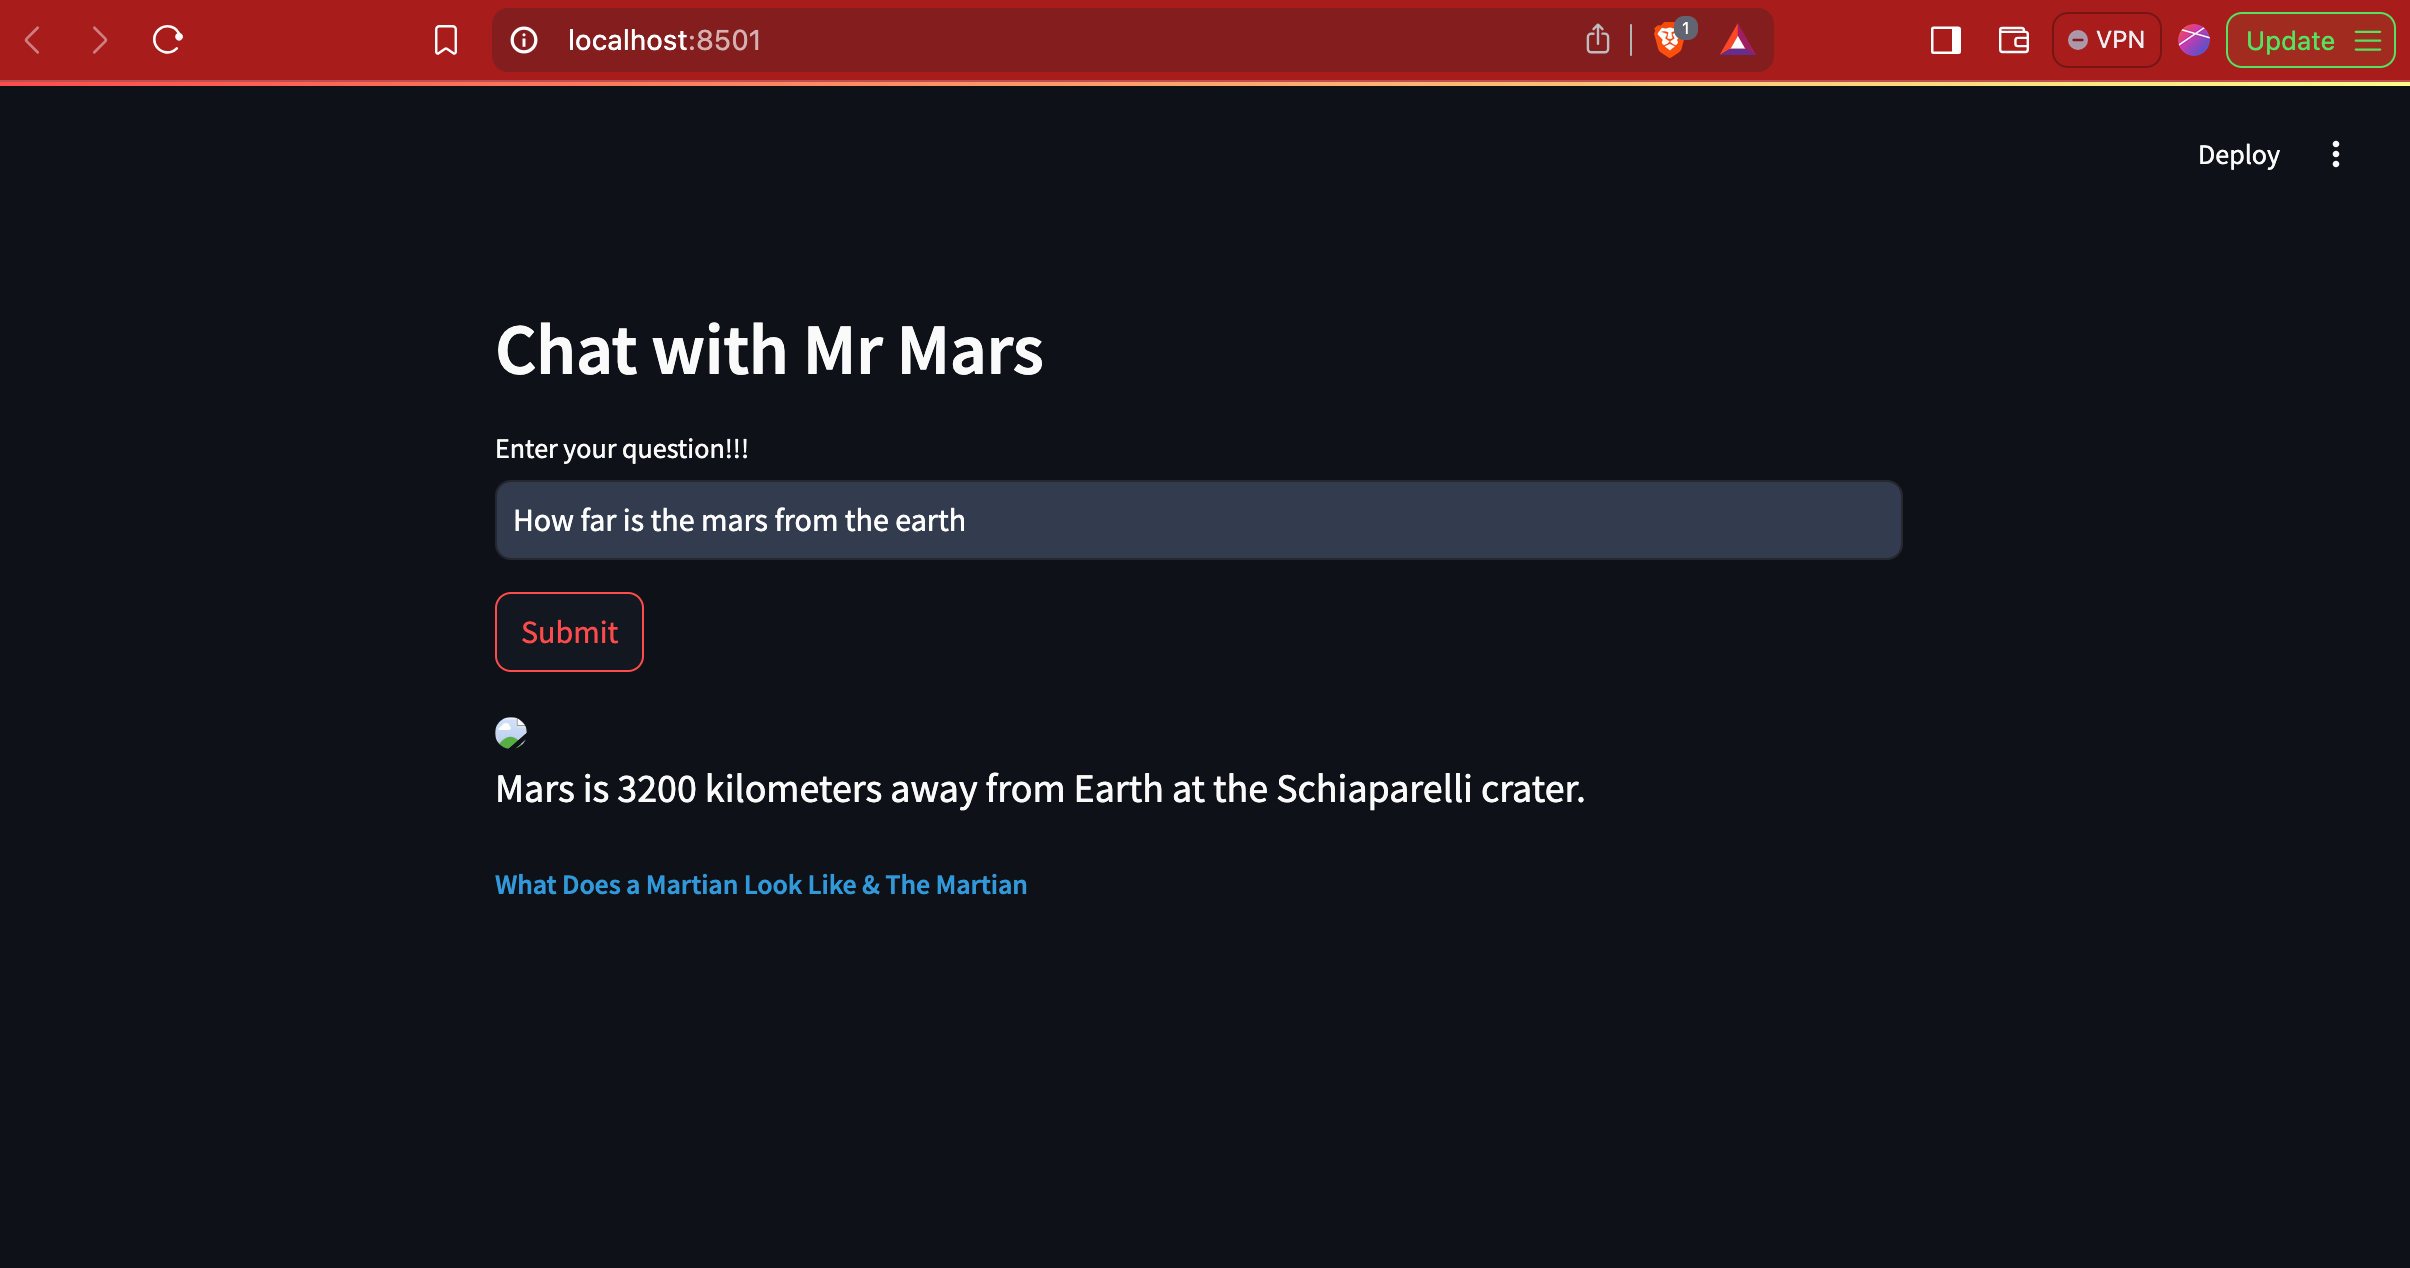 localhost:8501
1
VPN
Update
Deploy
Chat with Mr Mars
Enter your question!!!
How far is the mars from the earth
Submit
Mars is 3200 kilometers away from Earth at the Schiaparelli crater.
What Does a Martian Look Like & The Martian